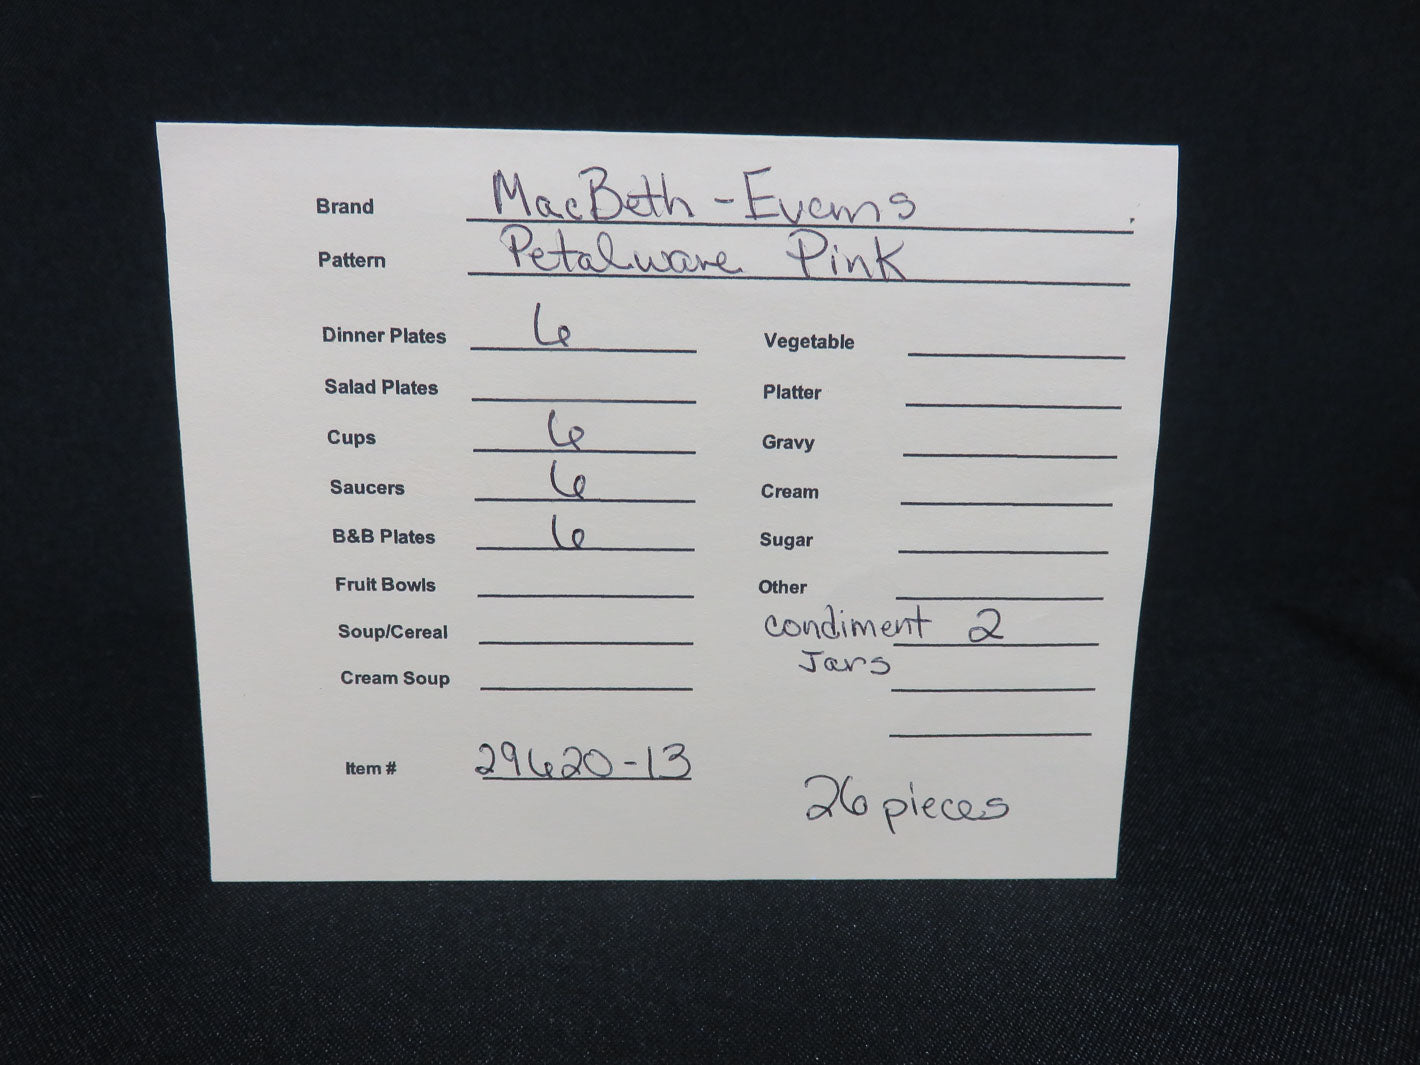 Brand MacBeth-Evans
Pattern Petalware Pink
Dinner Plates 6
Salad Plates
Cups 6
Saucers 6
B&B Plates 6
Fruit Bowls
Soup/Cereal
Cream Soup
Vegetable
Platter
Gravy
Cream
Sugar
Other
condiment 2
Jars
Item # 29620-13
26 pieces